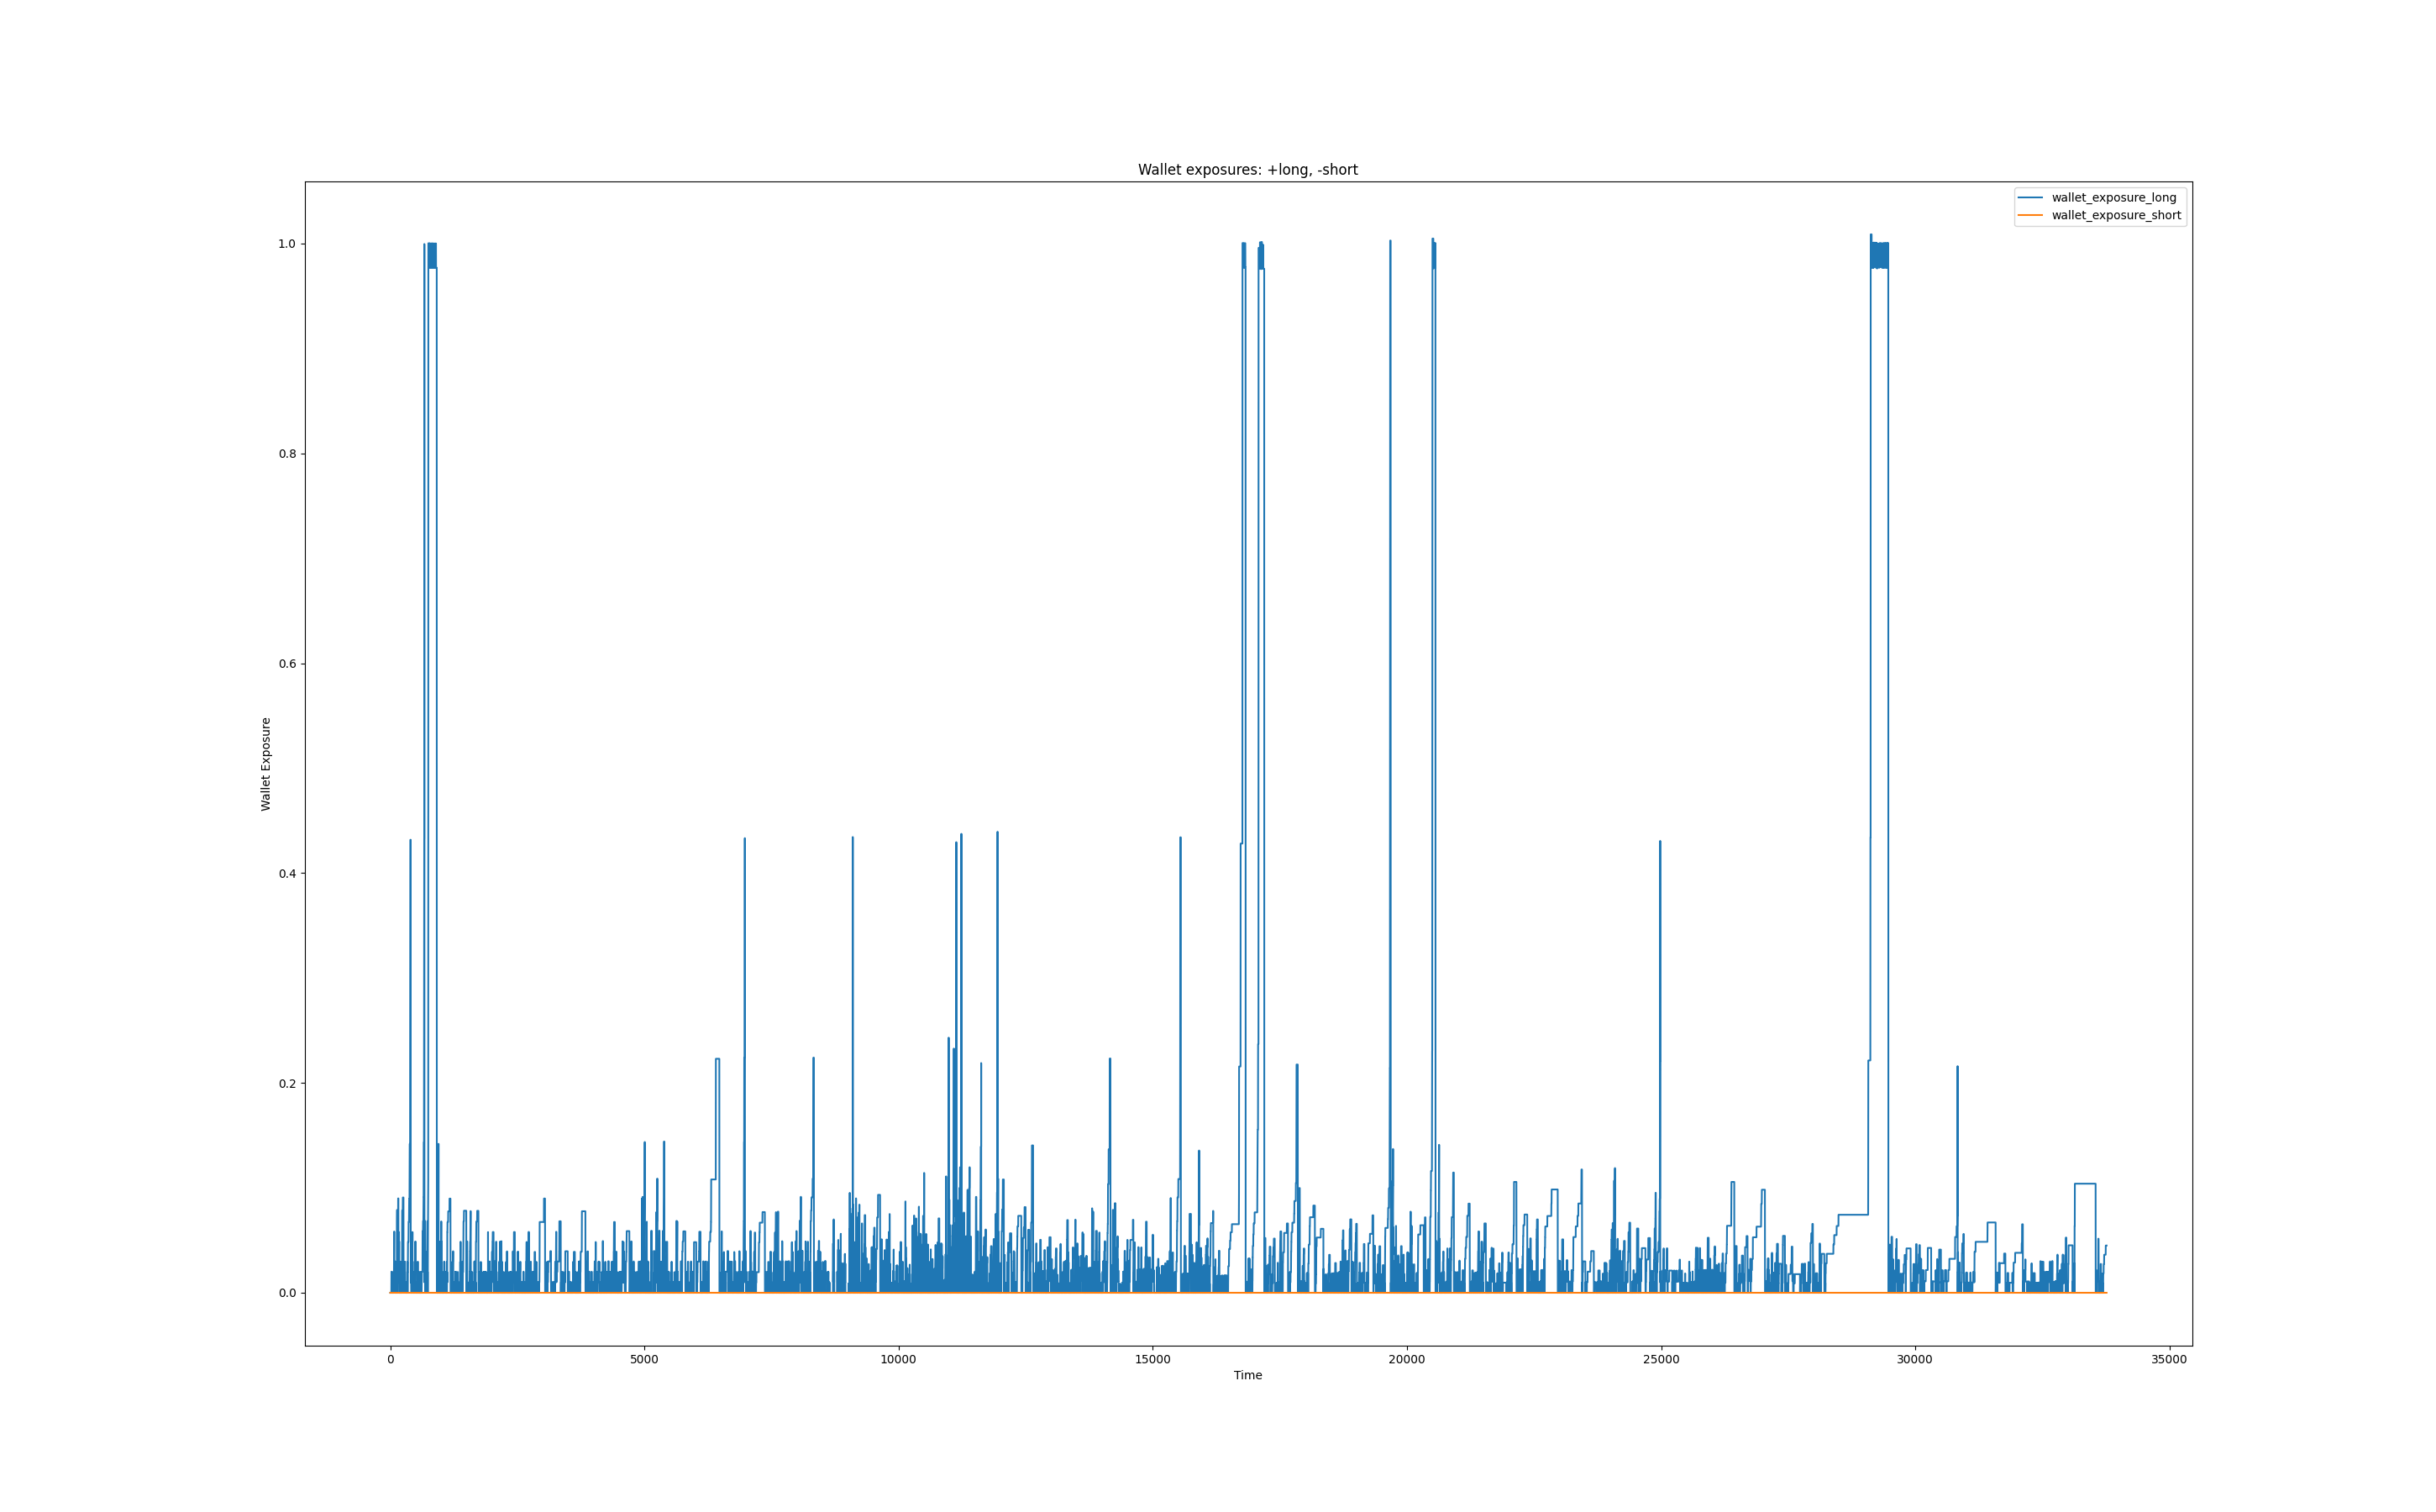 Wallet exposures: +long, -short
wallet_exposure_long
wallet_exposure_short
1.0
0.8
0.6
0.4
0.2
0.0
Wallet Exposure
0 5000 10000 15000 20000 25000 30000 35000
Time